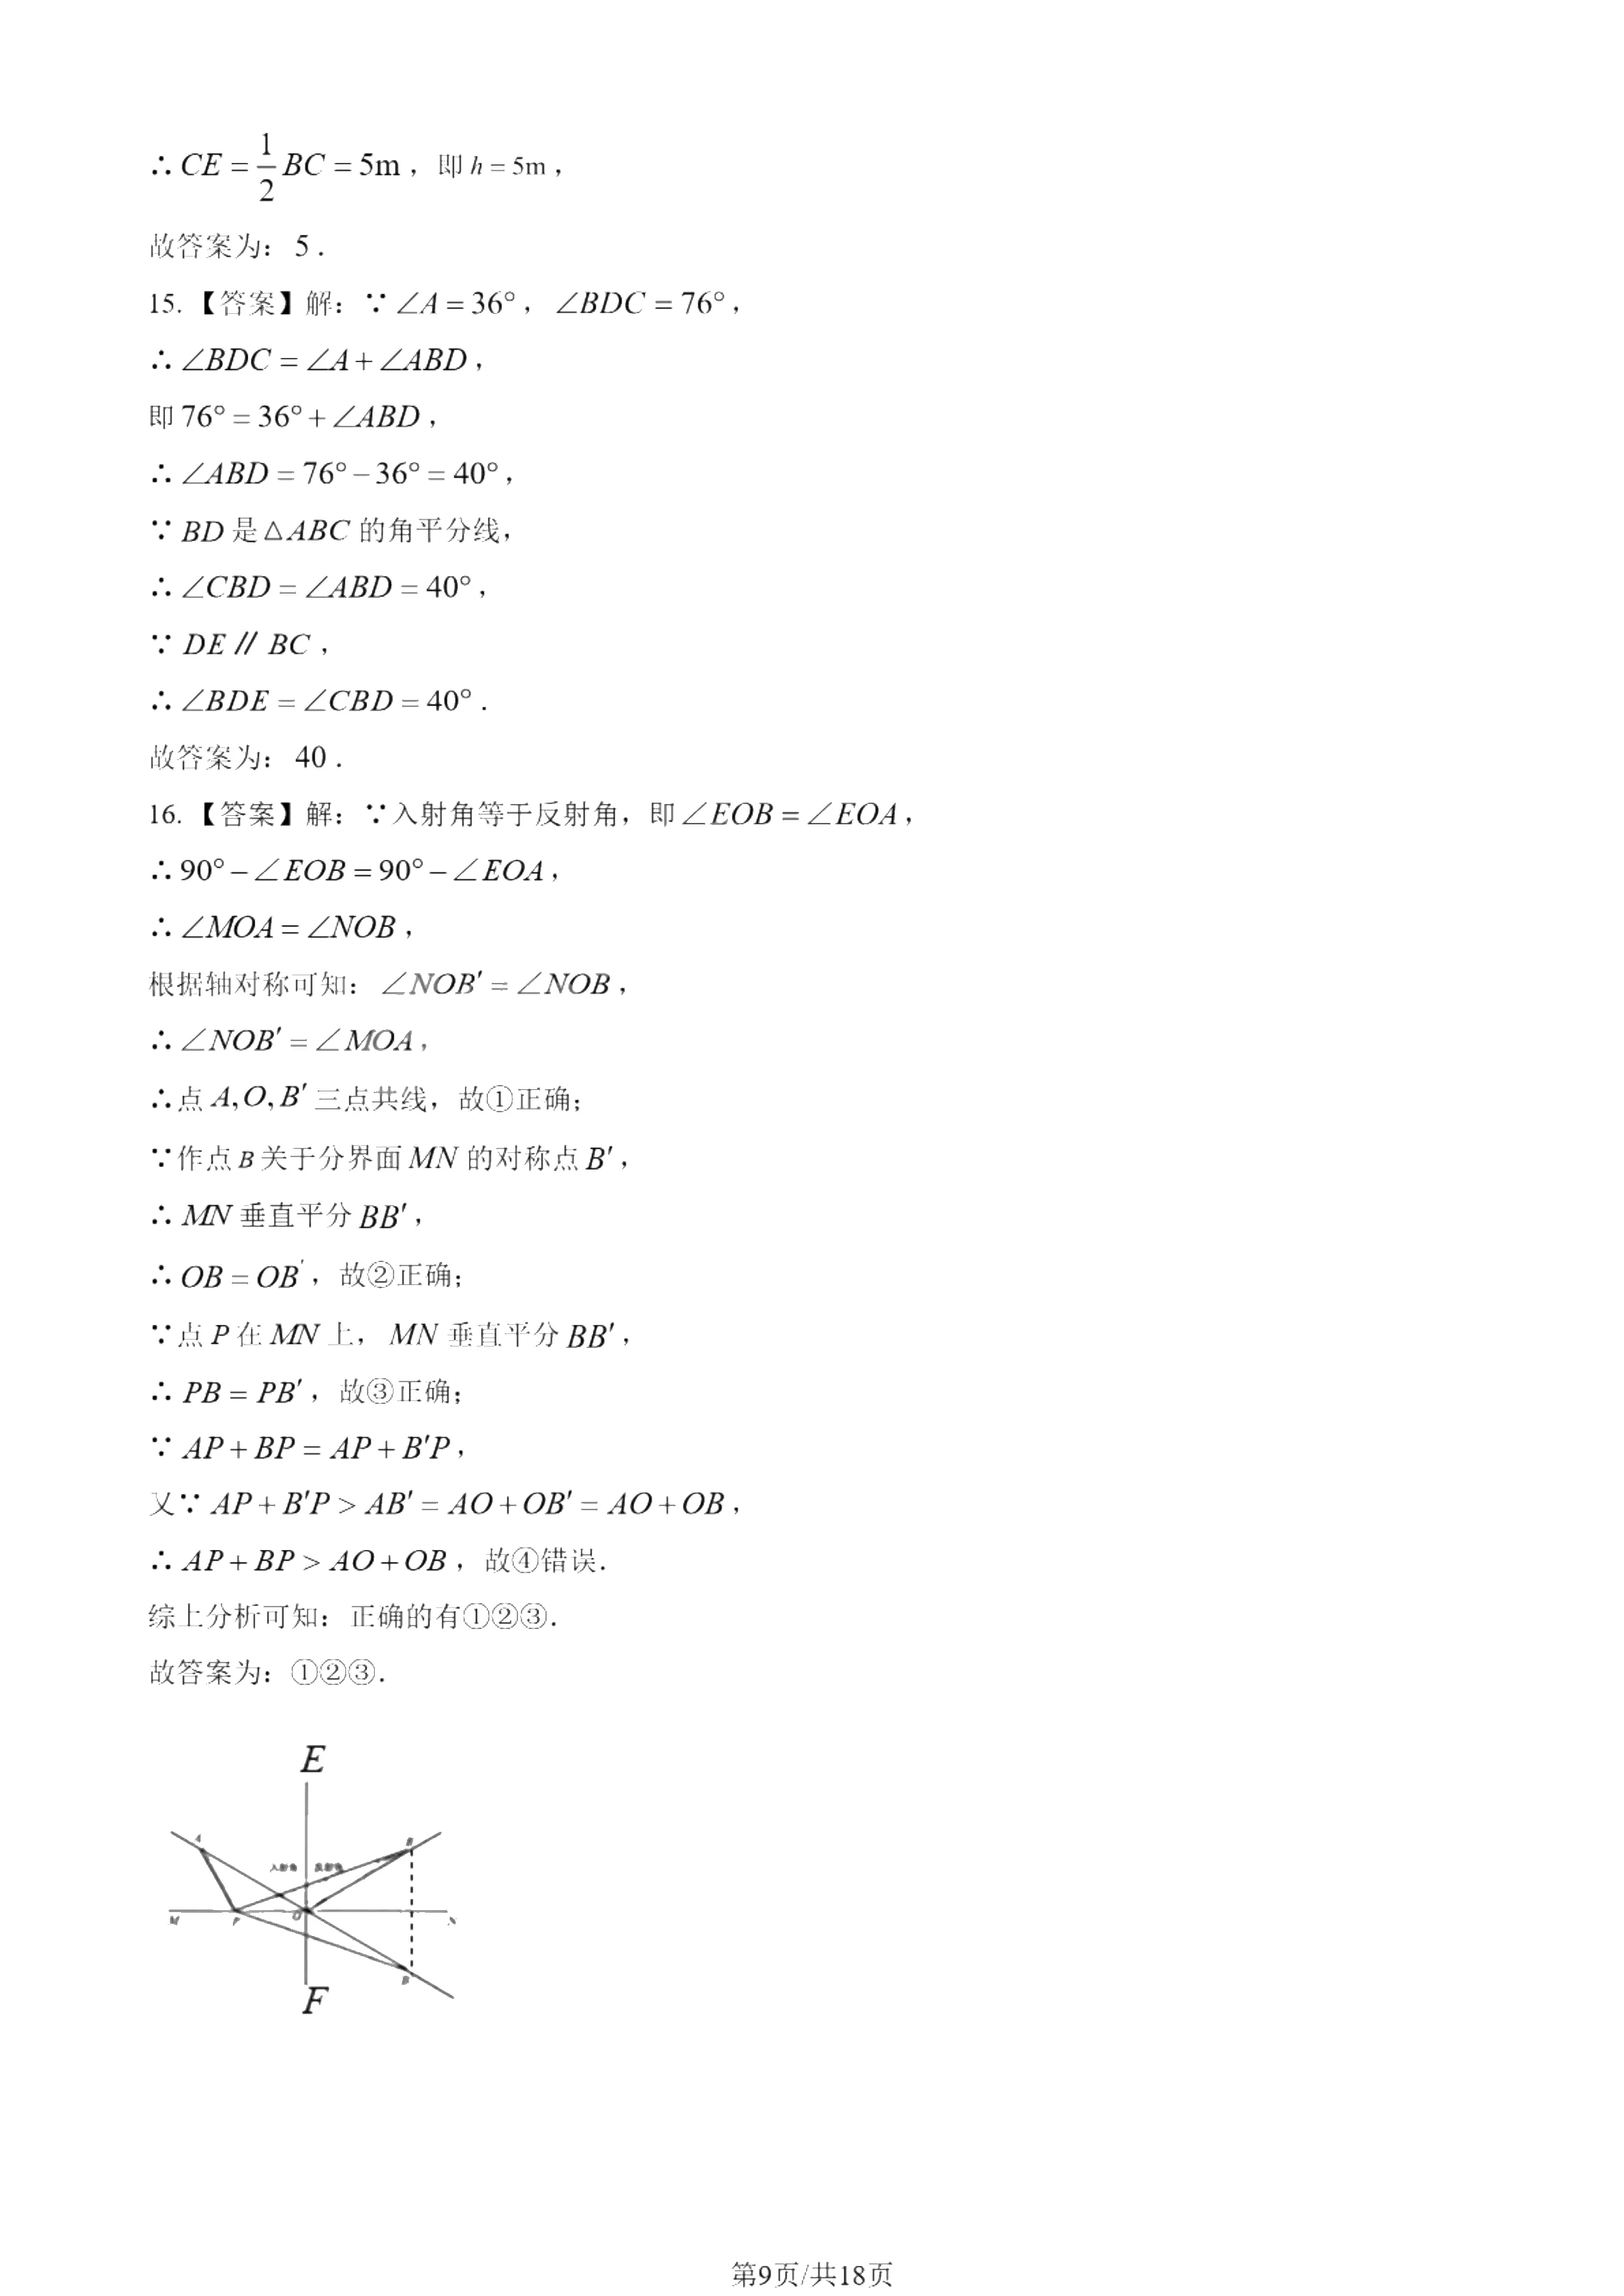 ∴ CE = 1/2 BC = 5m，即 h = 5m，
故答案为：5．
15.【答案】解：∵ ∠A = 36°，∠BDC = 76°，
∴ ∠BDC = ∠A + ∠ABD，
即 76° = 36° + ∠ABD，
∴ ∠ABD = 76° − 36° = 40°，
∵ BD 是 △ABC 的角平分线，
∴ ∠CBD = ∠ABD = 40°，
∵ DE ∥ BC，
∴ ∠BDE = ∠CBD = 40°．
故答案为：40．
16.【答案】解：∵入射角等于反射角，即 ∠EOB = ∠EOA，
∴ 90° − ∠EOB = 90° − ∠EOA，
∴ ∠MOA = ∠NOB，
根据轴对称可知：∠NOB′ = ∠NOB，
∴ ∠NOB′ = ∠MOA，
∴点 A, O, B′ 三点共线，故①正确；
∵作点 B 关于分界面 MN 的对称点 B′，
∴ MN 垂直平分 BB′，
∴ OB = OB′，故②正确；
∵点 P 在 MN 上，MN 垂直平分 BB′，
∴ PB = PB′，故③正确；
∵ AP + BP = AP + B′P，
又∵ AP + B′P > AB′ = AO + OB′ = AO + OB，
∴ AP + BP > AO + OB，故④错误．
综上分析可知：正确的有①②③．
故答案为：①②③．
E
A
B
入射角 反射角
M P O N
B
F
第9页/共18页